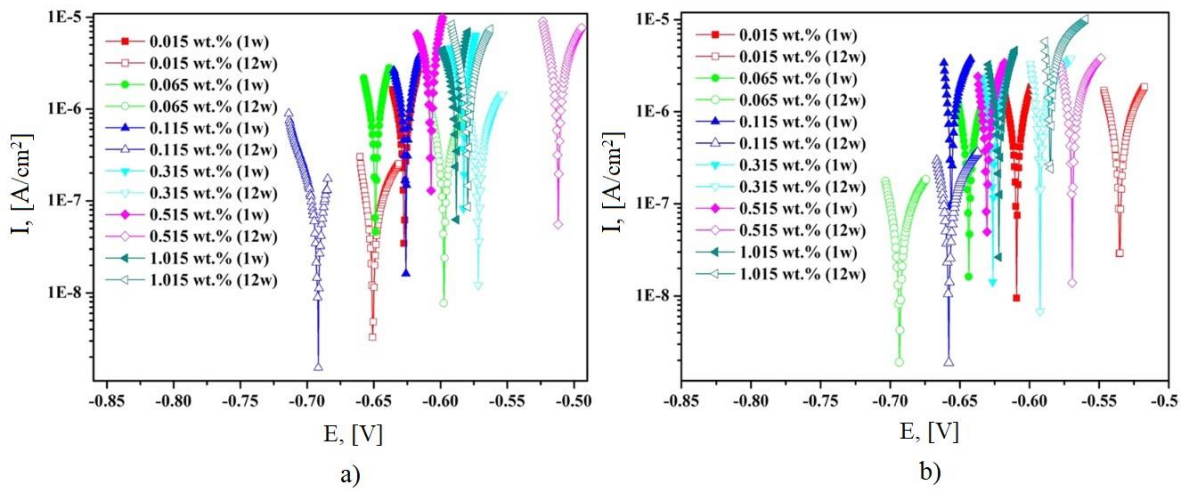 1E-5
1E-6
1E-7
1E-8
I, [A/cm²]
0.015 wt.% (1w)
0.015 wt.% (12w)
0.065 wt.% (1w)
0.065 wt.% (12w)
0.115 wt.% (1w)
0.115 wt.% (12w)
0.315 wt.% (1w)
0.315 wt.% (12w)
0.515 wt.% (1w)
0.515 wt.% (12w)
1.015 wt.% (1w)
1.015 wt.% (12w)
-0.85 -0.80 -0.75 -0.70 -0.65 -0.60 -0.55 -0.50
E, [V]
a)
1E-5
1E-6
1E-7
1E-8
I, [A/cm²]
0.015 wt.% (1w)
0.015 wt.% (12w)
0.065 wt.% (1w)
0.065 wt.% (12w)
0.115 wt.% (1w)
0.115 wt.% (12w)
0.315 wt.% (1w)
0.315 wt.% (12w)
0.515 wt.% (1w)
0.515 wt.% (12w)
1.015 wt.% (1w)
1.015 wt.% (12w)
-0.85 -0.80 -0.75 -0.70 -0.65 -0.60 -0.55 -0.5
E, [V]
b)